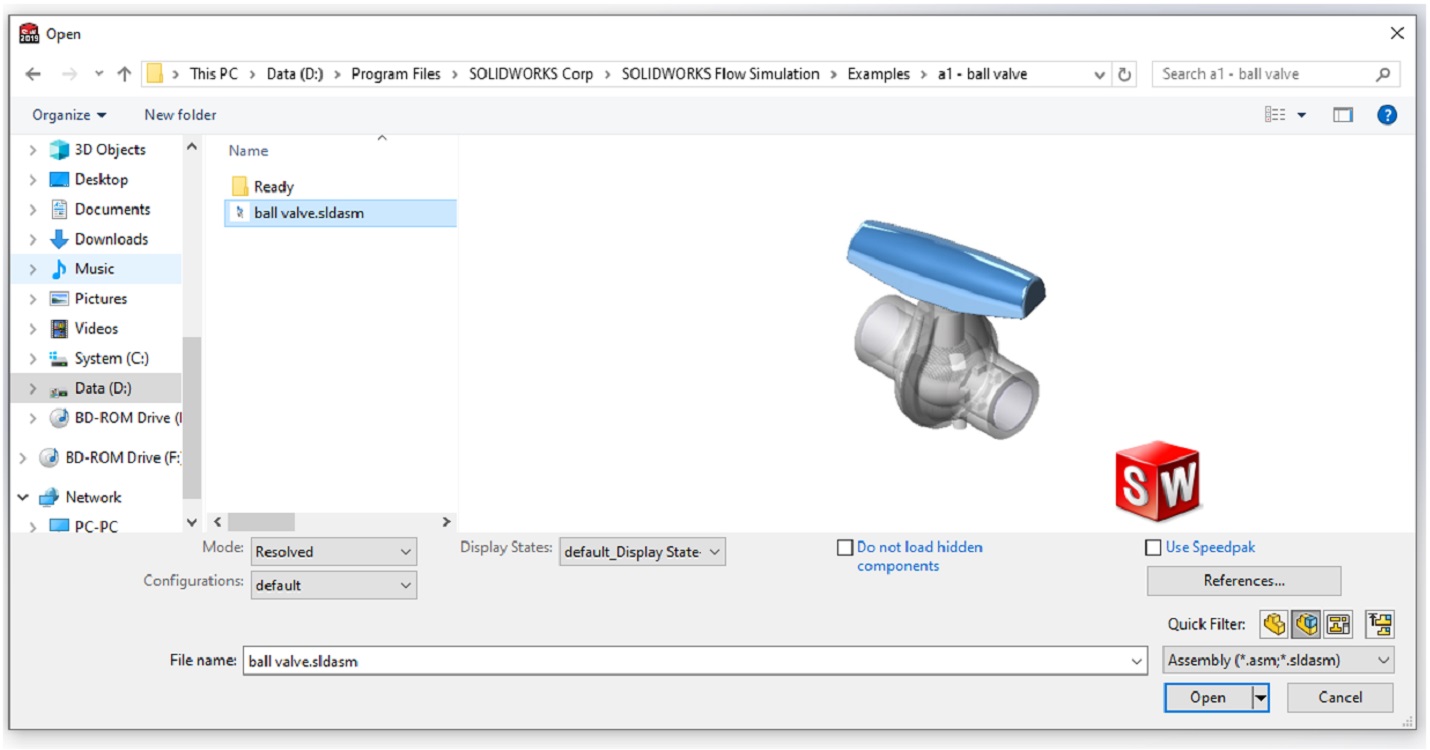 2019 Open
This PC > Data (D:) > Program Files > SOLIDWORKS Corp > SOLIDWORKS Flow Simulation > Examples > a1 - ball valve
Search a1 - ball valve
Organize New folder ?
3D Objects
Desktop
Documents
Downloads
Music
Pictures
Videos
System (C:)
Data (D:)
BD-ROM Drive (
BD-ROM Drive (F:
Network
PC-PC
Name
Ready
ball valve.sldasm
SW
Mode: Resolved
Configurations: default
Display States: default_Display State-
Do not load hidden
components
Use Speedpak
References...
Quick Filter:
File name: ball valve.sldasm
Assembly (*.asm;*.sldasm)
Open Cancel